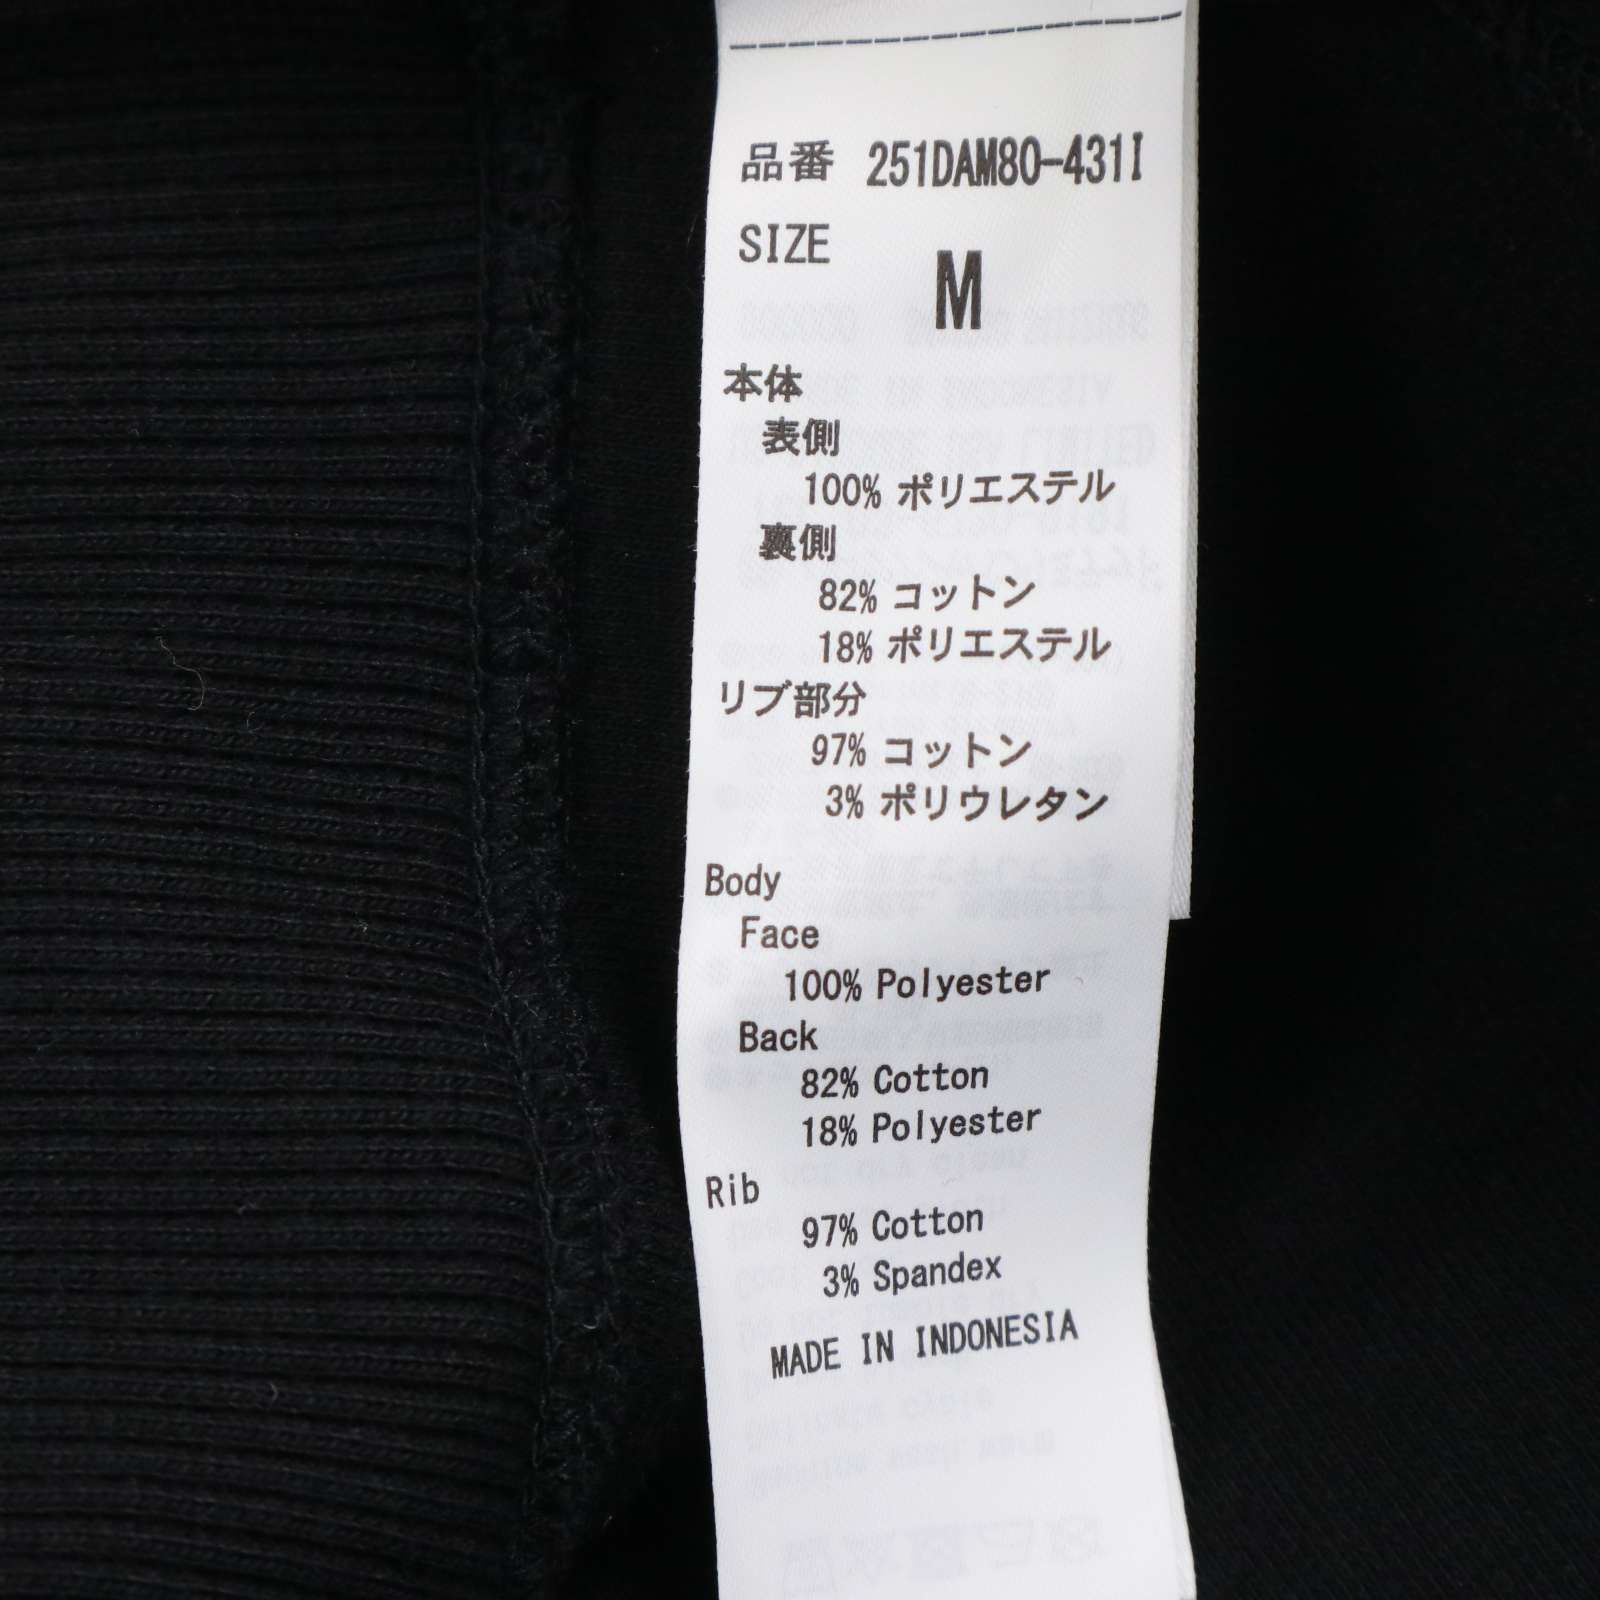 品番 251DAM80-431I
SIZE
M
本体
表側
100% ポリエステル
裏側
82% コットン
18% ポリエステル
リブ部分
97% コットン
3% ポリウレタン
Body
Face
100% Polyester
Back
82% Cotton
18% Polyester
Rib
97% Cotton
3% Spandex
MADE IN INDONESIA